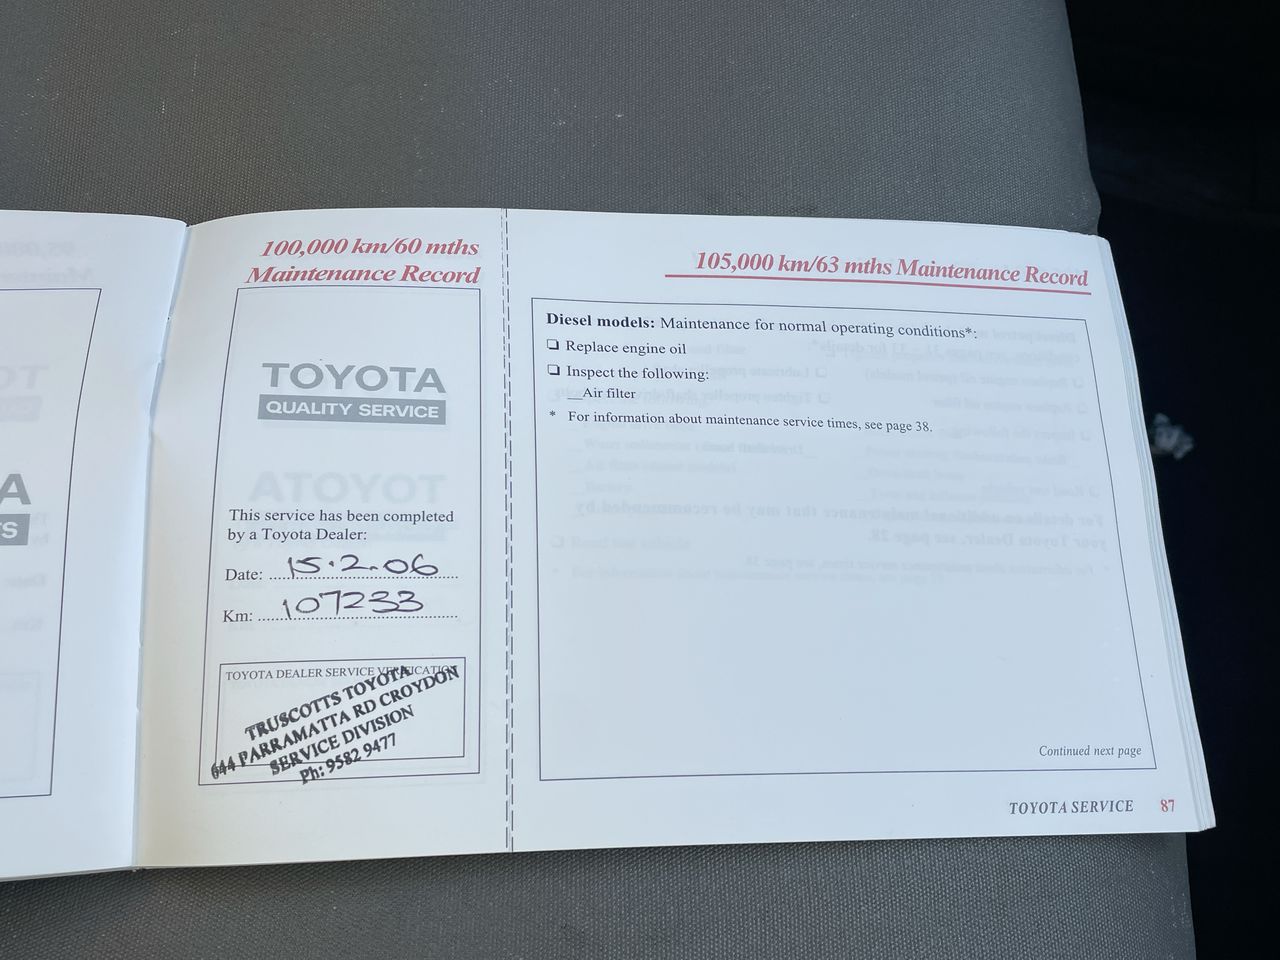 100,000 km/60 mths
Maintenance Record
TOYOTA
QUALITY SERVICE
This service has been completed
by a Toyota Dealer:
Date: 15.2.06
Km: 107233
TOYOTA DEALER SERVICE VERIFICATION
TRUSCOTTS TOYOTA
644 PARRAMATTA RD CROYDON
SERVICE DIVISION
Ph: 9582 9477
105,000 km/63 mths Maintenance Record
Diesel models: Maintenance for normal operating conditions*:
❏ Replace engine oil
❏ Inspect the following:
__Air filter
* For information about maintenance service times, see page 38.
Continued next page
TOYOTA SERVICE 87